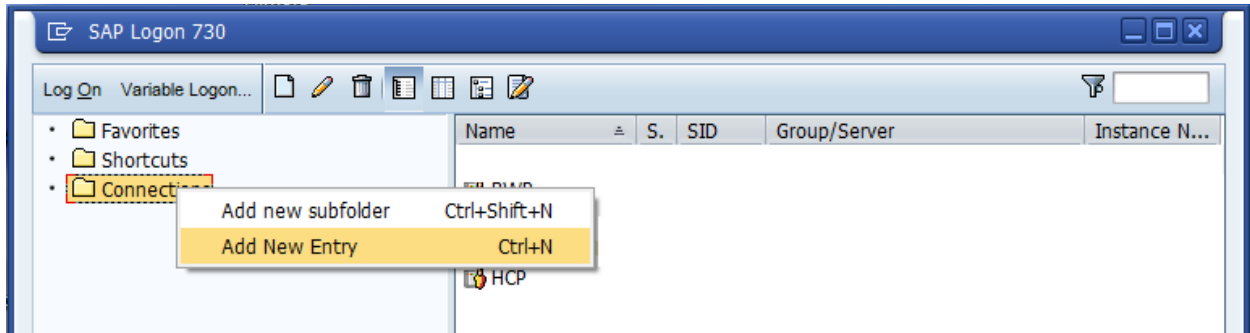 SAP Logon 730
Log On Variable Logon...
Favorites
Shortcuts
Name S. SID Group/Server Instance N...
Add new subfolder Ctrl+Shift+N
Add New Entry Ctrl+N
HCP